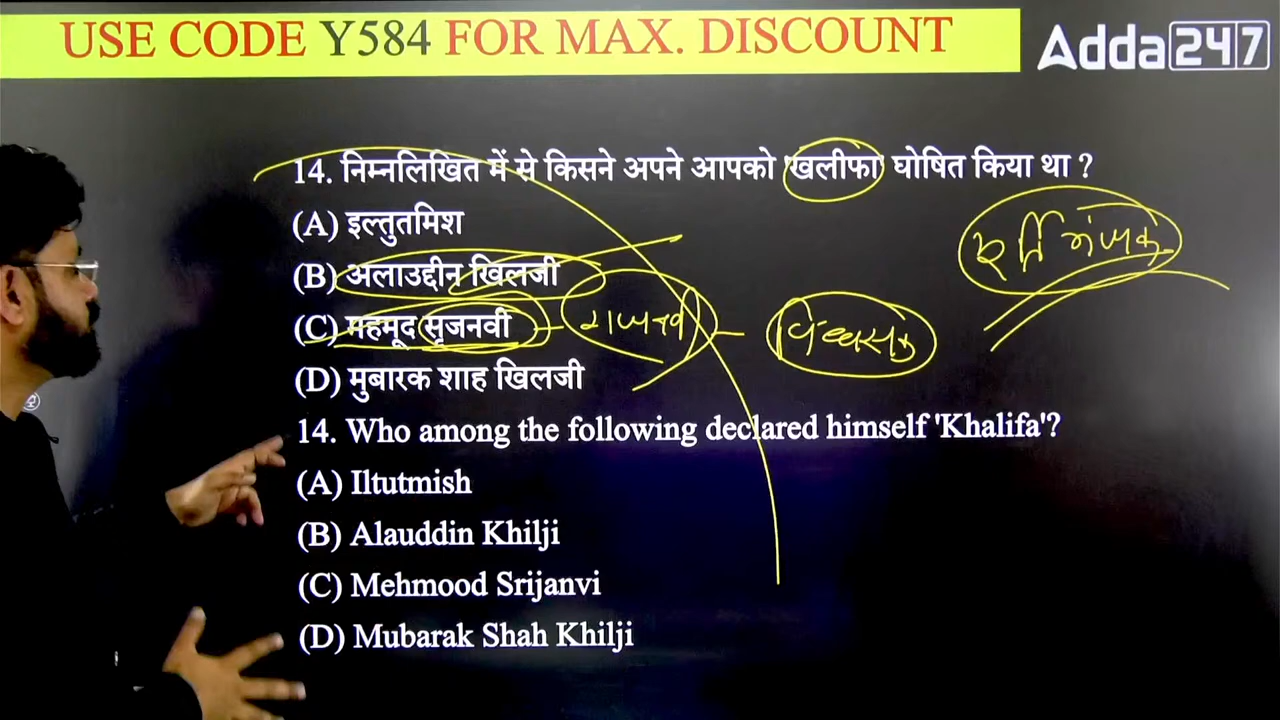 USE CODE Y584 FOR MAX. DISCOUNT
Adda247
14. निम्नलिखित में से किसने अपने आपको 'खलीफा' घोषित किया था ?
(A) इल्तुतमिश
(B) अलाउद्दीन खिलजी
(C) महमूद सृजनवी
(D) मुबारक शाह खिलजी
14. Who among the following declared himself 'Khalifa'?
(A) Iltutmish
(B) Alauddin Khilji
(C) Mehmood Srijanvi
(D) Mubarak Shah Khilji